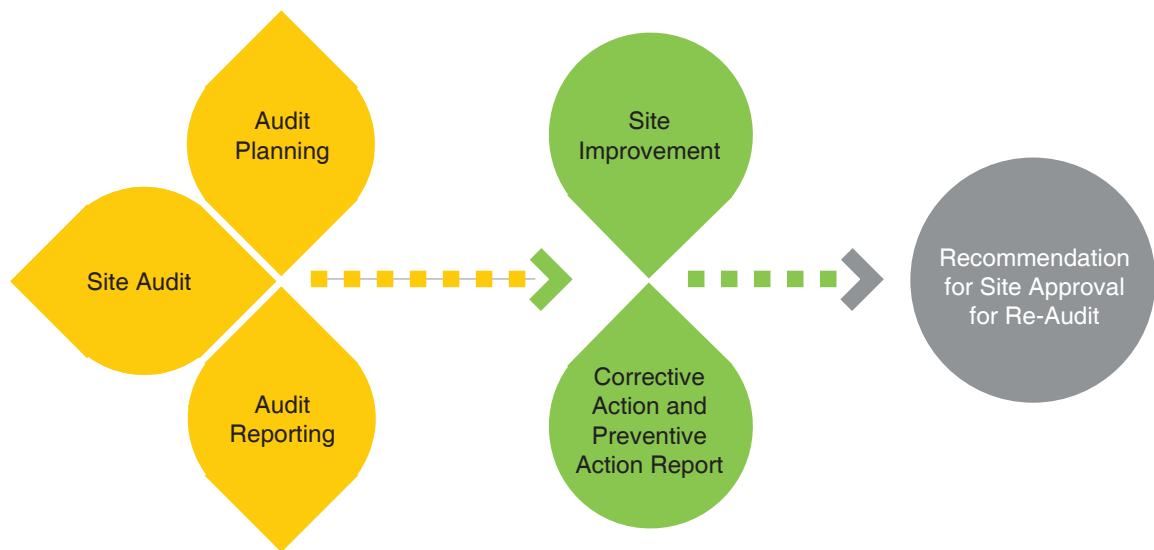 Audit
Planning
Site Audit
Audit
Reporting
Site
Improvement
Corrective
Action and
Preventive
Action Report
Recommendation
for Site Approval
for Re-Audit